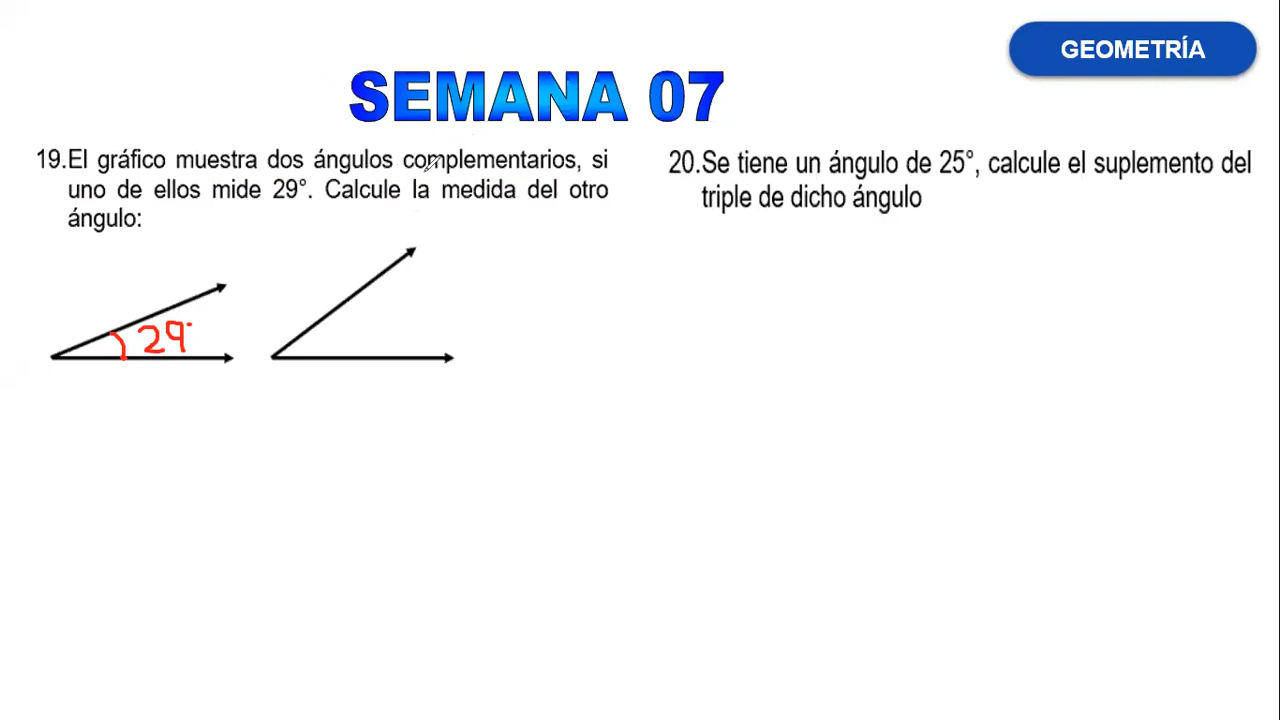 GEOMETRÍA
SEMANA 07
19.El gráfico muestra dos ángulos complementarios, si
uno de ellos mide 29°. Calcule la medida del otro
ángulo:
29°
20.Se tiene un ángulo de 25°, calcule el suplemento del
triple de dicho ángulo